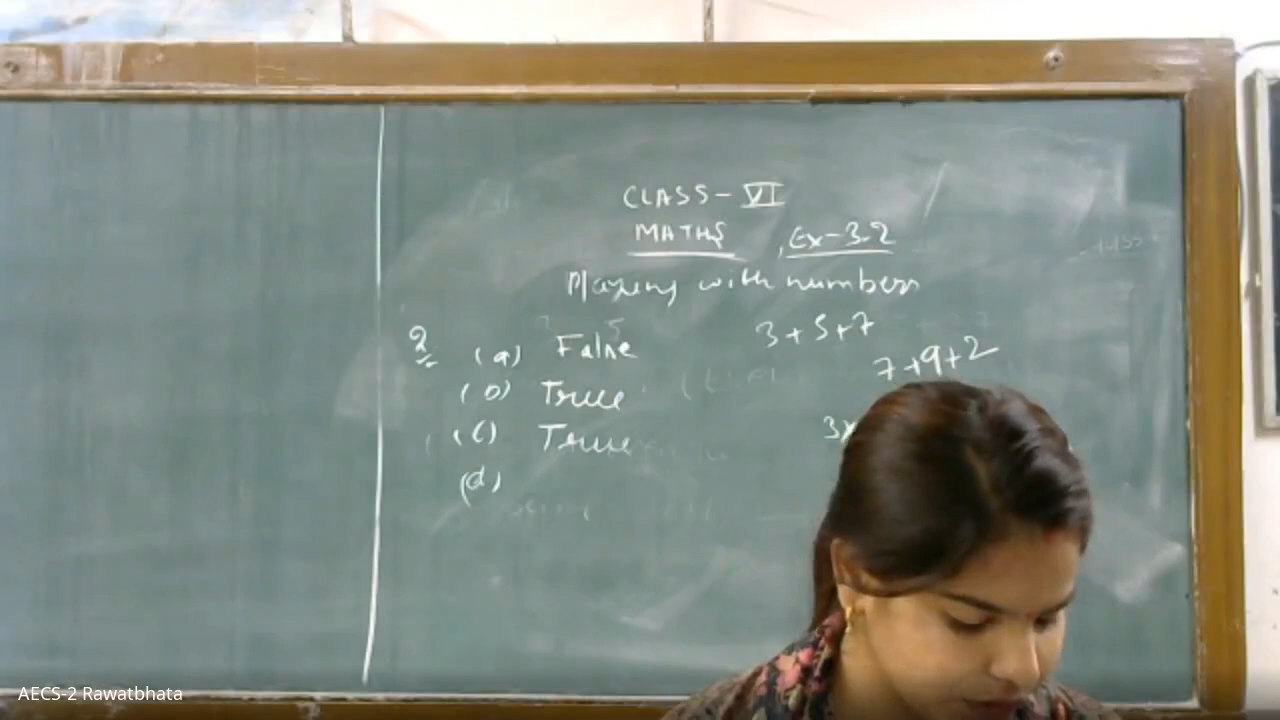 CLASS - VI
MATHS , Ex - 3.2
Playing with numbers
2 (a) False 3 + 5 + 7
7 + 9 + 2
(b) True
(c) True 3x
(d)
AECS-2 Rawatbhata